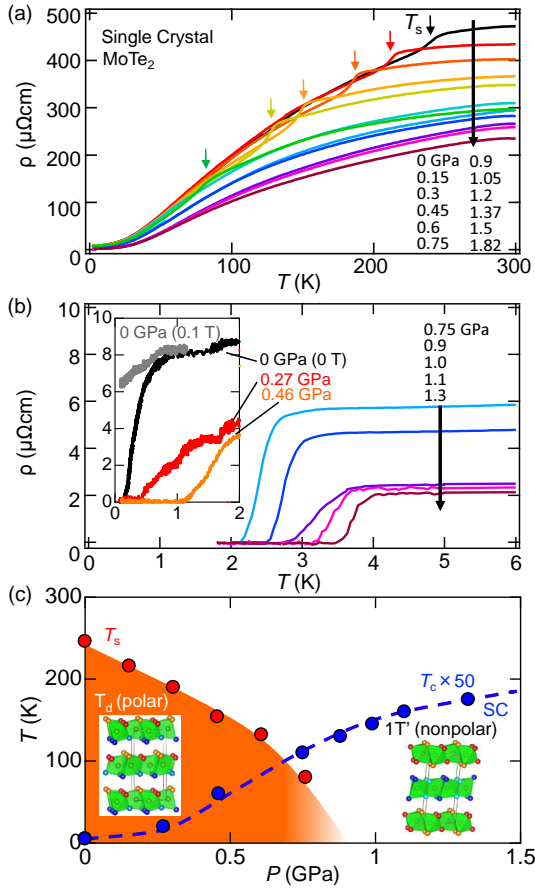 (a)
500
400
300
200
100
0
ρ (μΩcm)
Single Crystal
MoTe2
Ts
0 GPa 0.9
0.15 1.05
0.3 1.2
0.45 1.37
0.6 1.5
0.75 1.82
100
200
300
T (K)
(b)
10
8
6
4
2
0
ρ (μΩcm)
8
6
4
2
0
0 GPa (0.1 T)
0 GPa (0 T)
0.27 GPa
0.46 GPa
0
1
2
0.75 GPa
0.9
1.0
1.1
1.3
0
1
2
3
4
5
6
T (K)
(c)
300
200
100
0
T (K)
Ts
Td (polar)
Tc × 50
SC
1T' (nonpolar)
0
0.5
1
1.5
P (GPa)